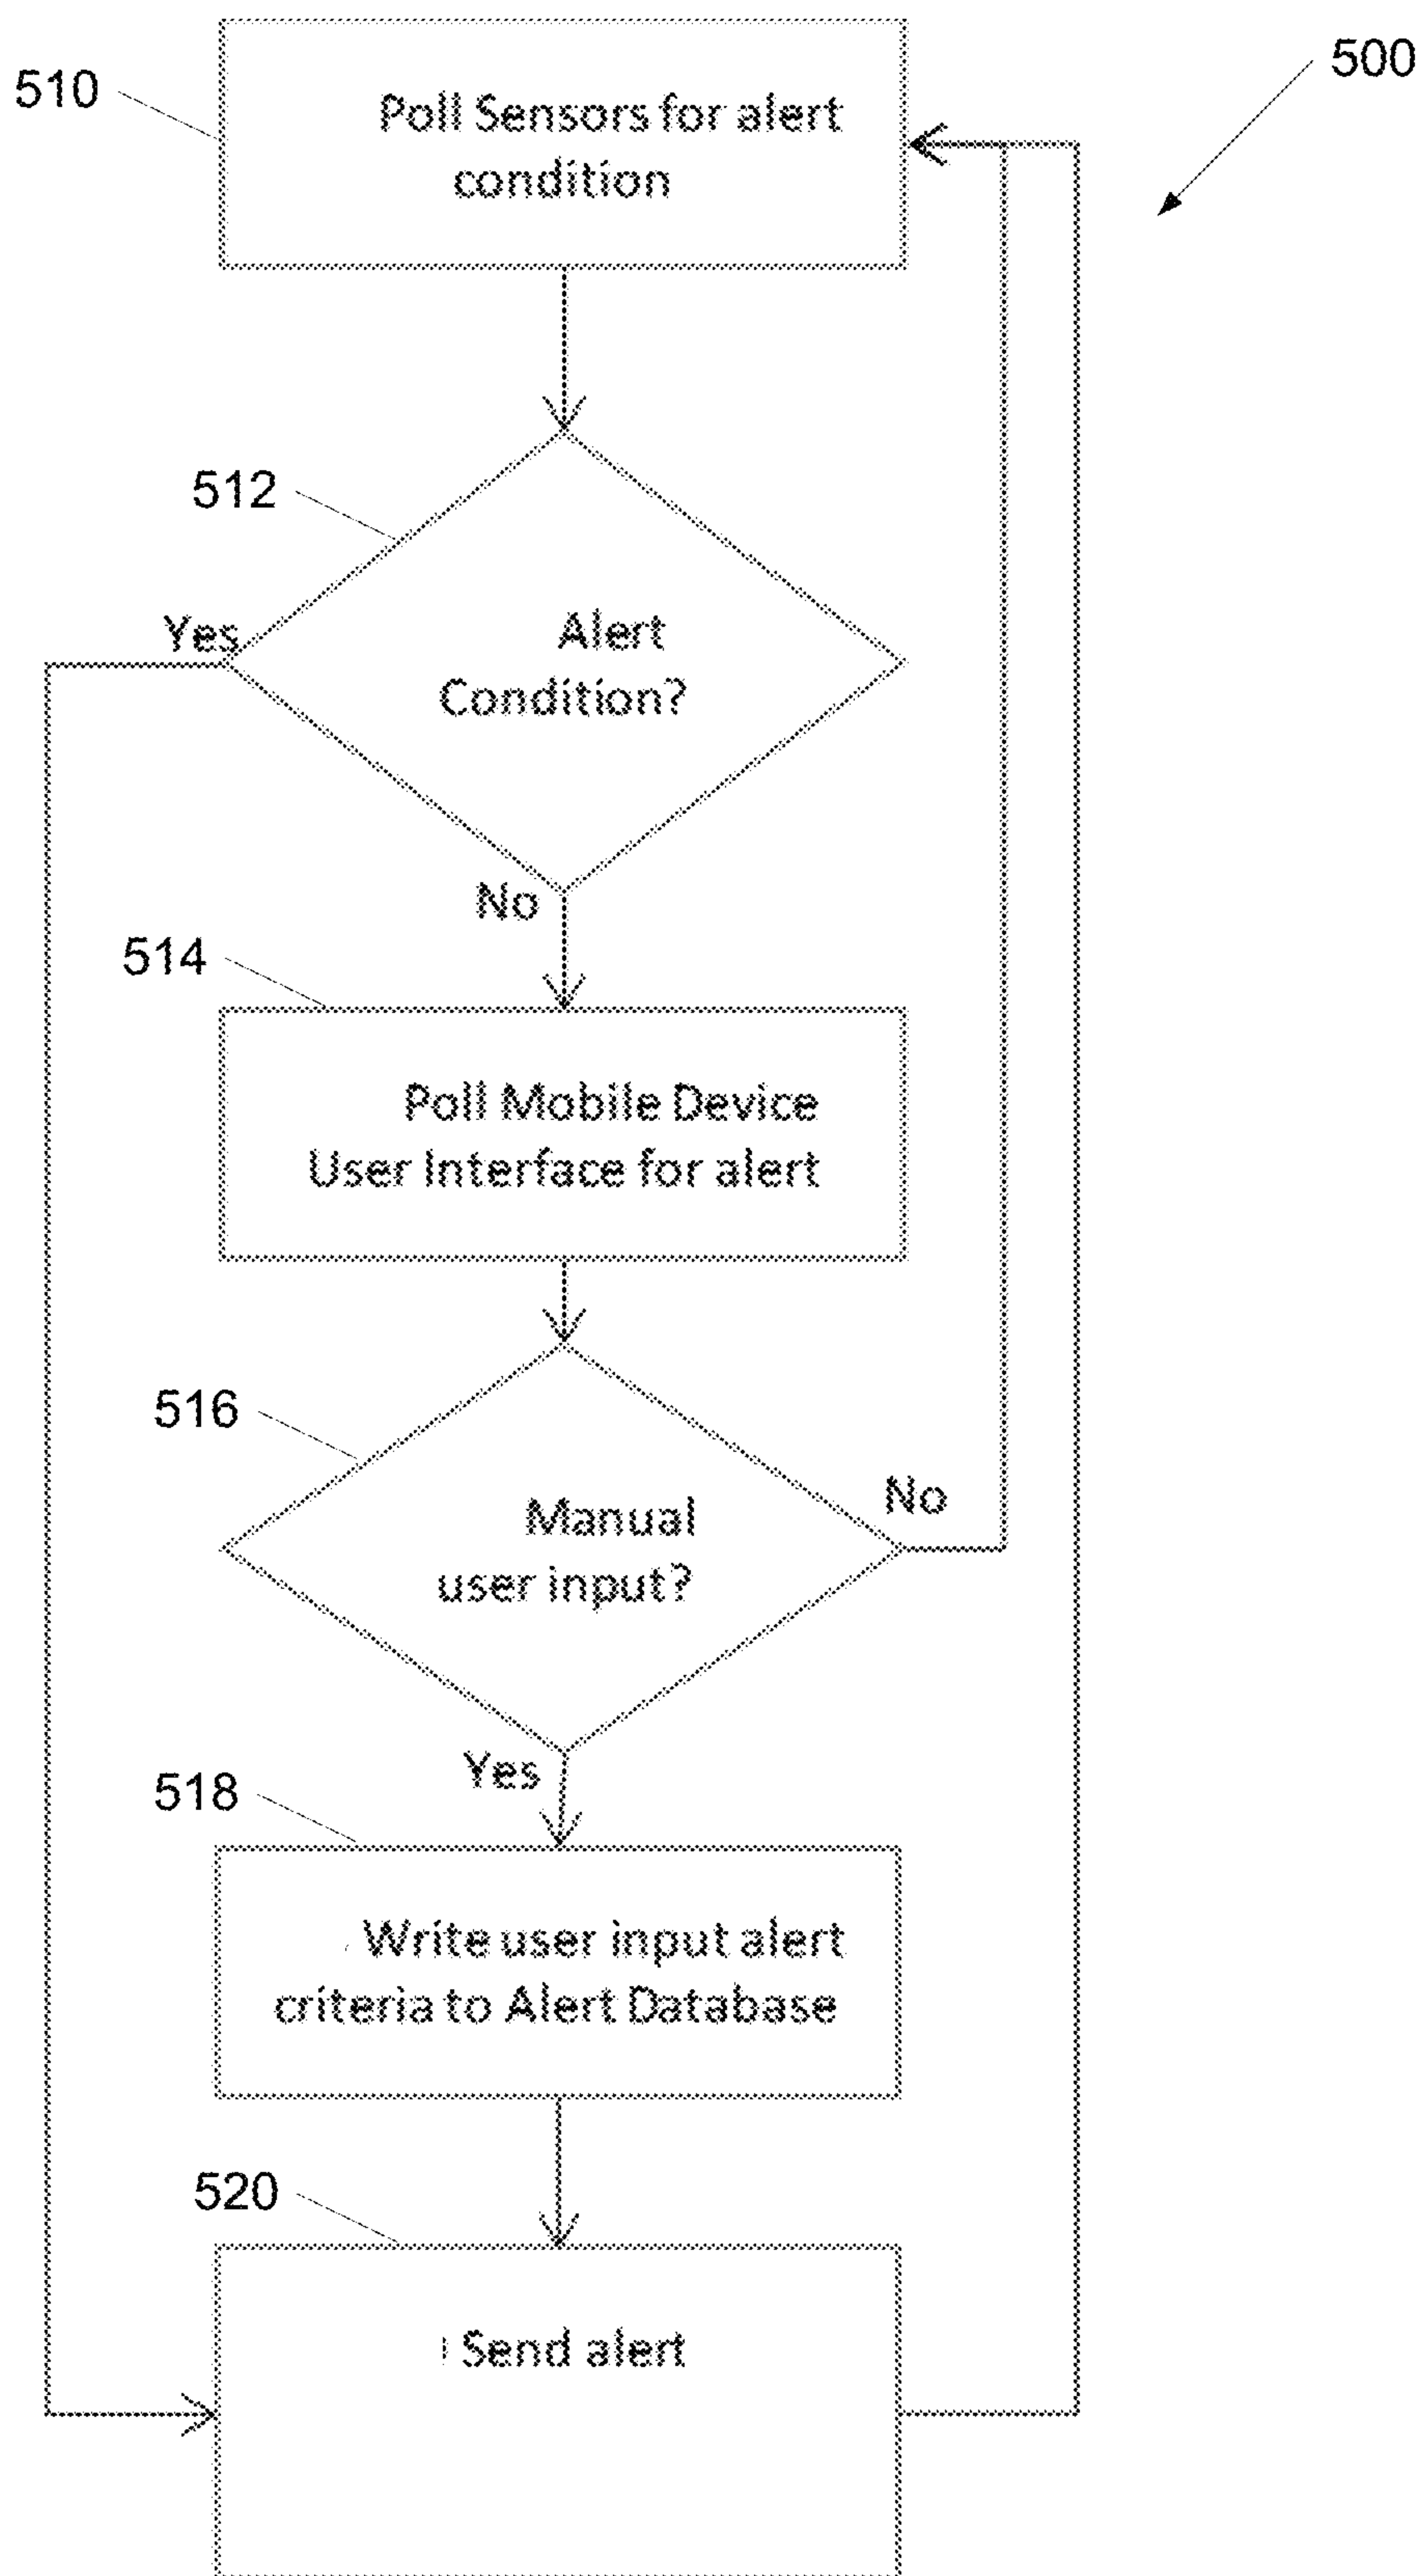 500
510
Poll Sensors for alert
condition
512
Yes
Alert
Condition?
No
514
Poll Mobile Device
User Interface for alert
516
No
Manual
user input?
Yes
518
Write user input alert
criteria to Alert Database
520
Send alert